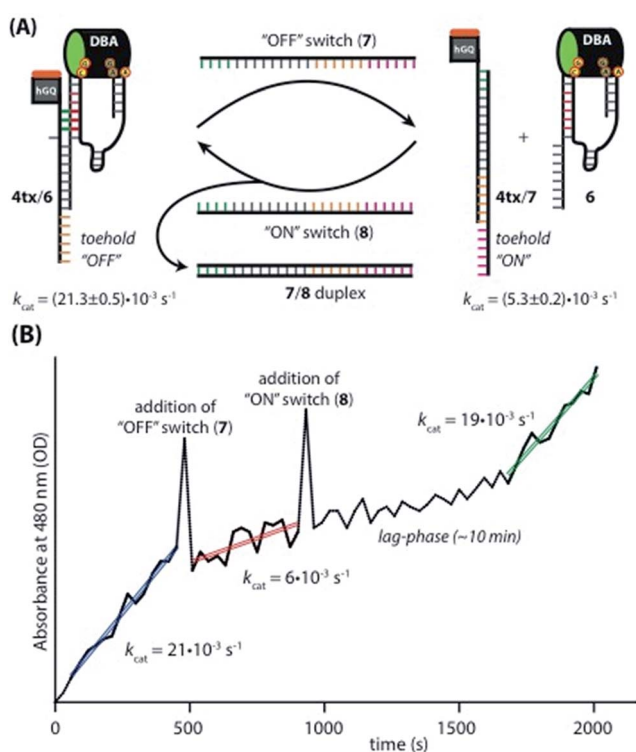 (A)
"OFF" switch (7)
DBA
hGQ
4tx/6
toehold
"OFF"
k cat = (21.3±0.5)•10-3 s-1
"ON" switch (8)
7/8 duplex
hGQ
DBA
+
4tx/7
6
toehold
"ON"
k cat = (5.3±0.2)•10-3 s-1
(B)
Absorbance at 480 nm (OD)
addition of
"OFF" switch (7)
addition of
"ON" switch (8)
kcat = 19•10-3 s-1
lag-phase (~10 min)
kcat = 6•10-3 s-1
kcat = 21•10-3 s-1
0
500
1000
1500
2000
time (s)